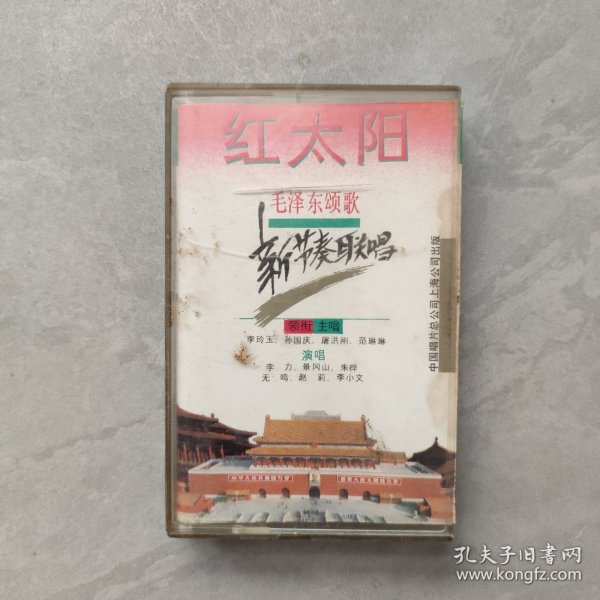 红太阳
毛泽东颂歌
新节奏联唱
领衔主唱
李玲玉、孙国庆、屠洪刚、范琳琳
演唱
李力、景冈山、朱桦
无鸣、赵莉、李小文
中国唱片总公司上海公司出版
中华人民共和国万岁
世界人民大团结万岁
孔夫子旧书网
www.kongfz.com